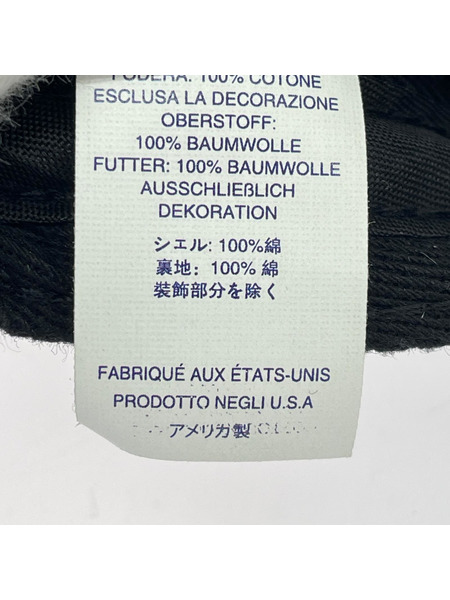 FODERA: 100% COTONE
ESCLUSA LA DECORAZIONE
OBERSTOFF:
100% BAUMWOLLE
FUTTER: 100% BAUMWOLLE
AUSSCHLIEßLICH
DEKORATION
シェル: 100%綿
裏地: 100% 綿
装飾部分を除く
FABRIQUÉ AUX ÉTATS-UNIS
PRODOTTO NEGLI U.S.A
アメリカ製